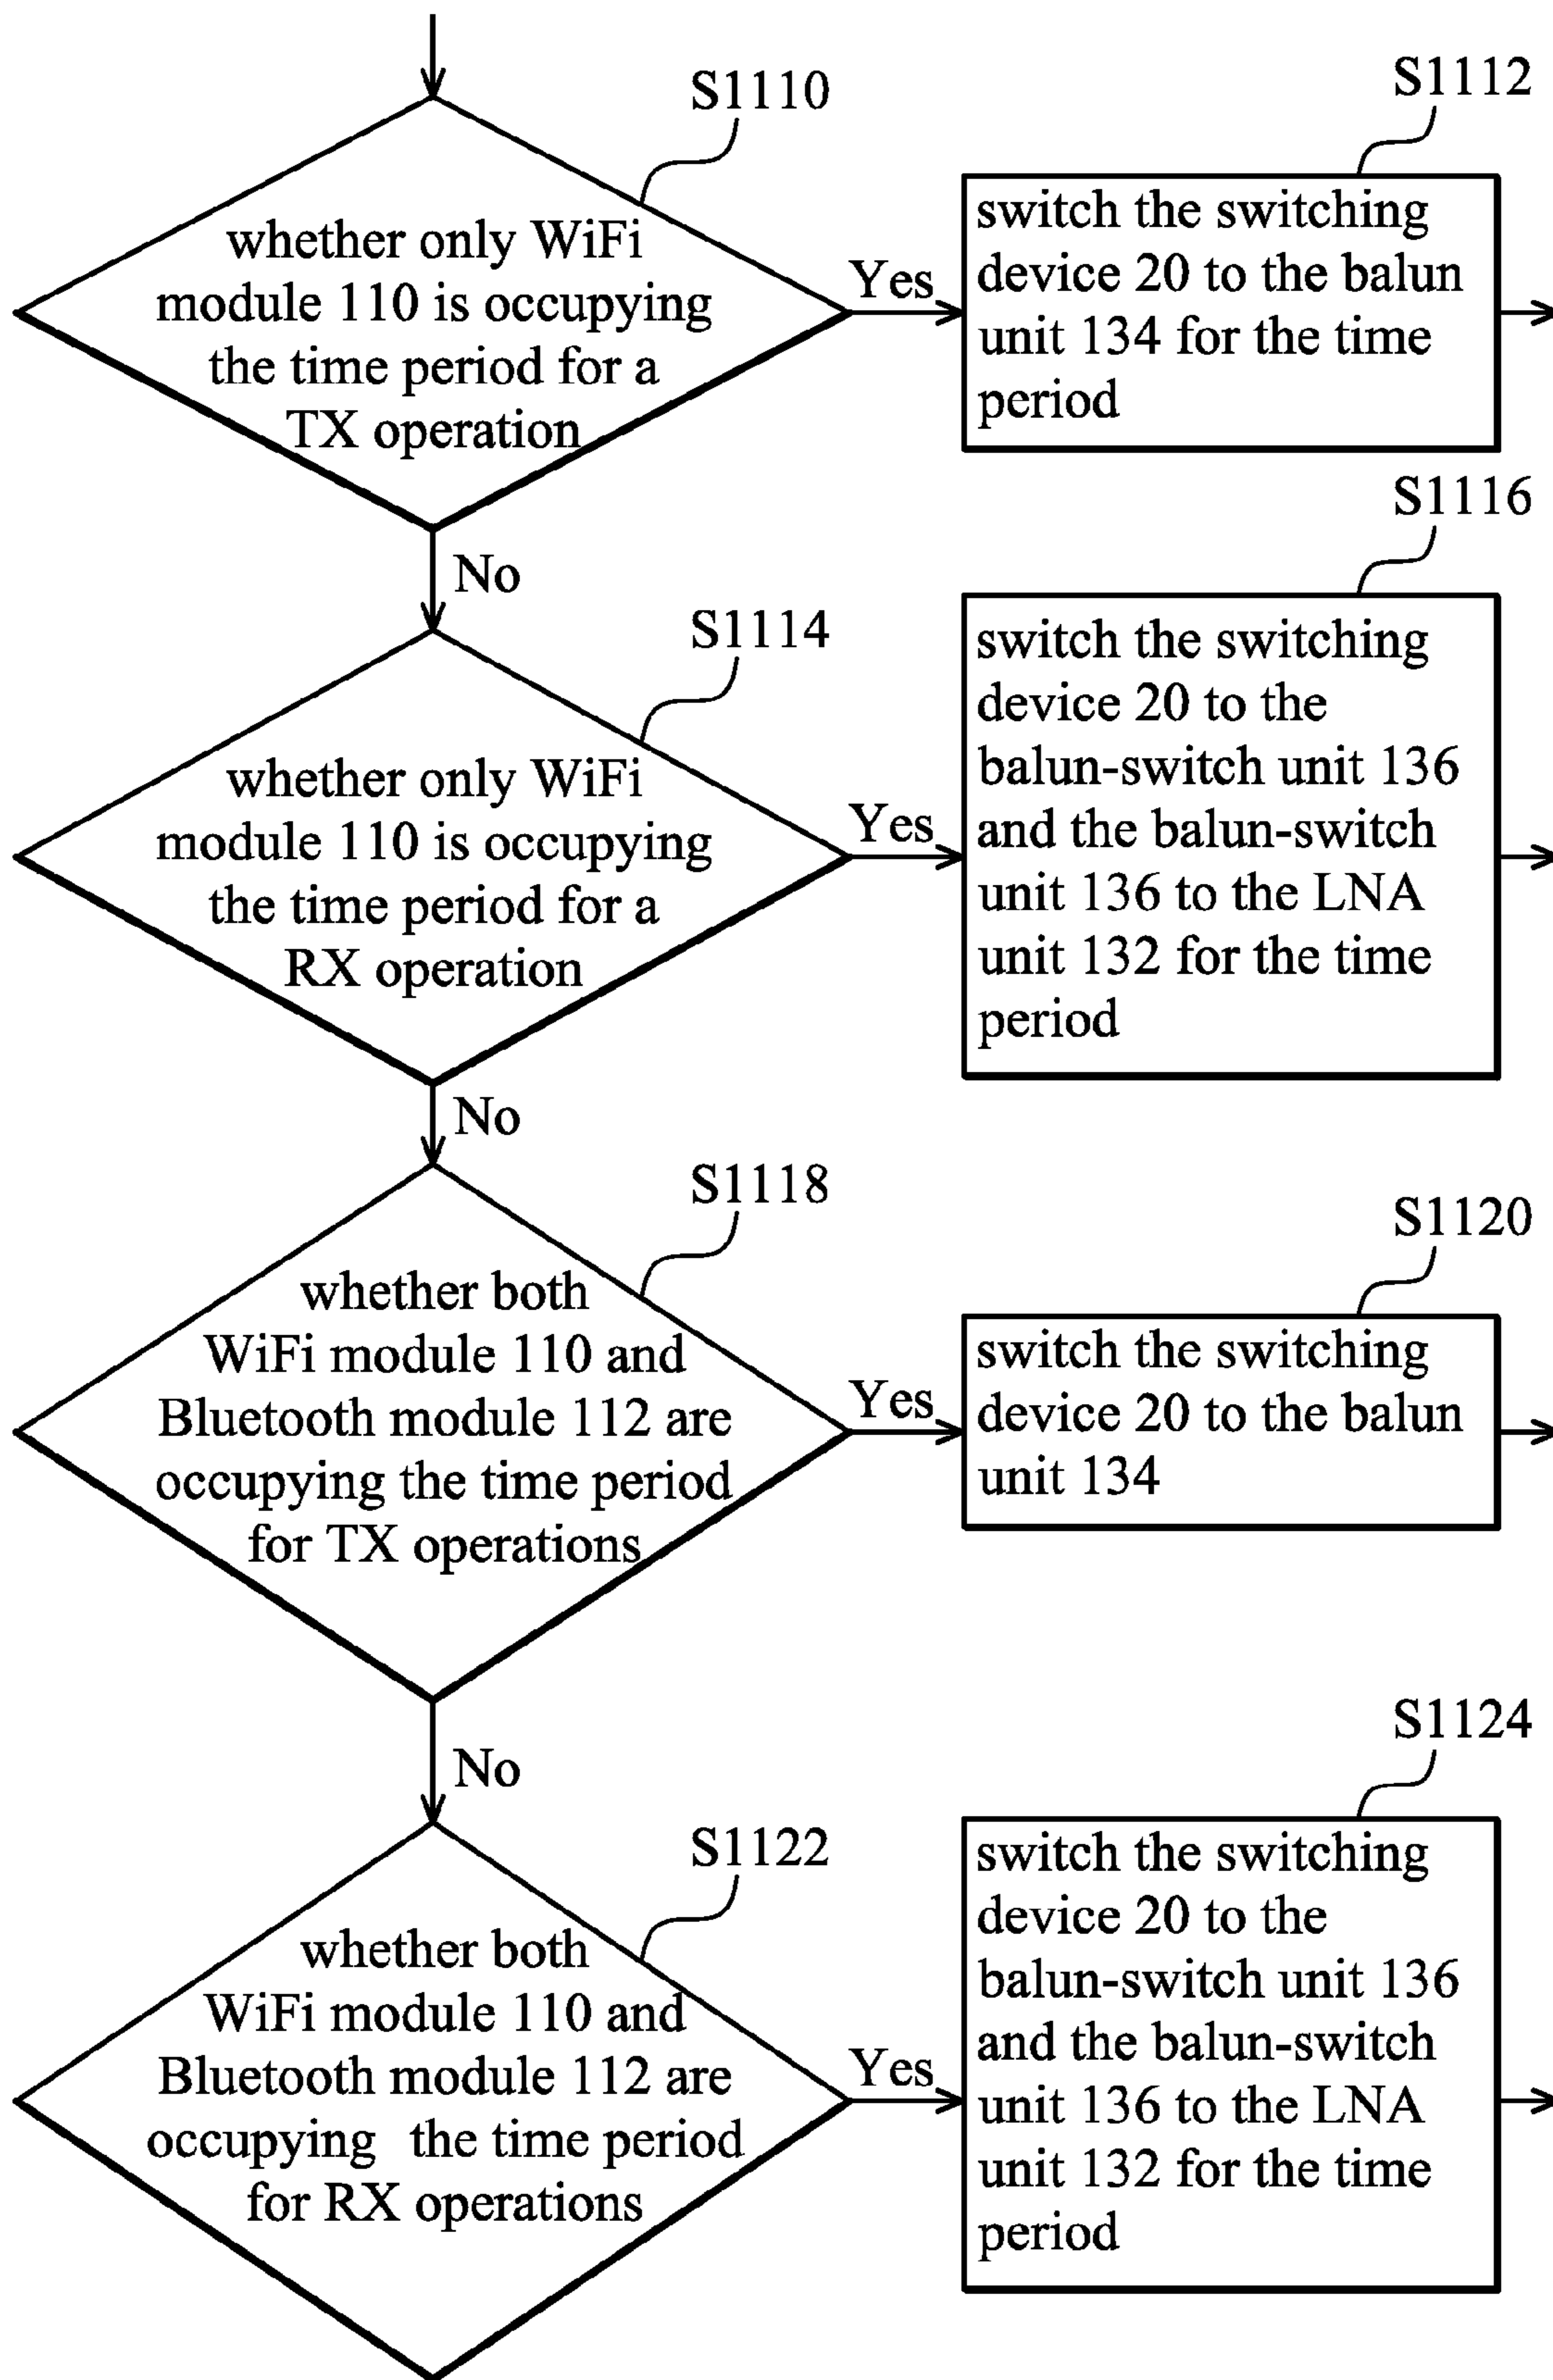 S1110
whether only WiFi
module 110 is occupying
the time period for a
TX operation
Yes
S1112
switch the switching
device 20 to the balun
unit 134 for the time
period
No
S1114
whether only WiFi
module 110 is occupying
the time period for a
RX operation
Yes
S1116
switch the switching
device 20 to the
balun-switch unit 136
and the balun-switch
unit 136 to the LNA
unit 132 for the time
period
No
S1118
whether both
WiFi module 110 and
Bluetooth module 112 are
occupying the time period
for TX operations
Yes
S1120
switch the switching
device 20 to the balun
unit 134
No
S1122
whether both
WiFi module 110 and
Bluetooth module 112 are
occupying the time period
for RX operations
Yes
S1124
switch the switching
device 20 to the
balun-switch unit 136
and the balun-switch
unit 136 to the LNA
unit 132 for the time
period